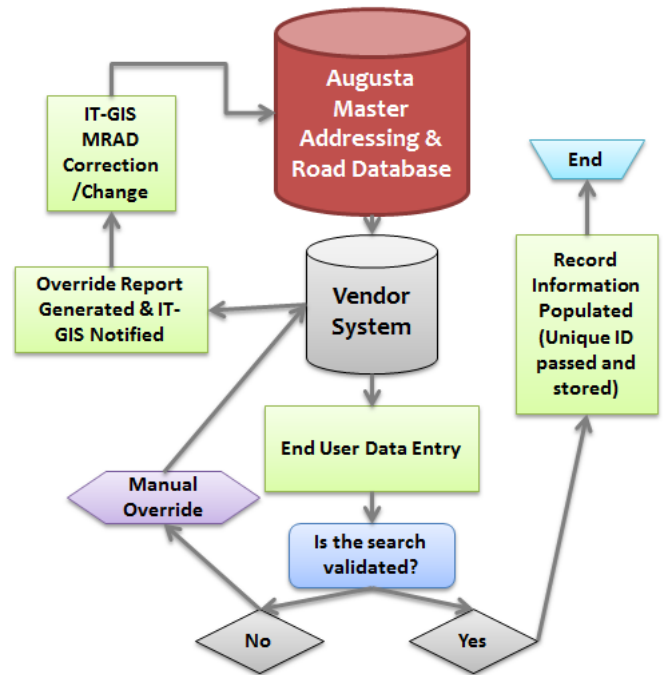 Augusta
Master
Addressing &
Road Database
IT-GIS
MRAD
Correction
/Change
End
Override Report
Generated & IT-
GIS Notified
Vendor
System
Record
Information
Populated
(Unique ID
passed and
stored)
End User Data Entry
Manual
Override
Is the search
validated?
No
Yes